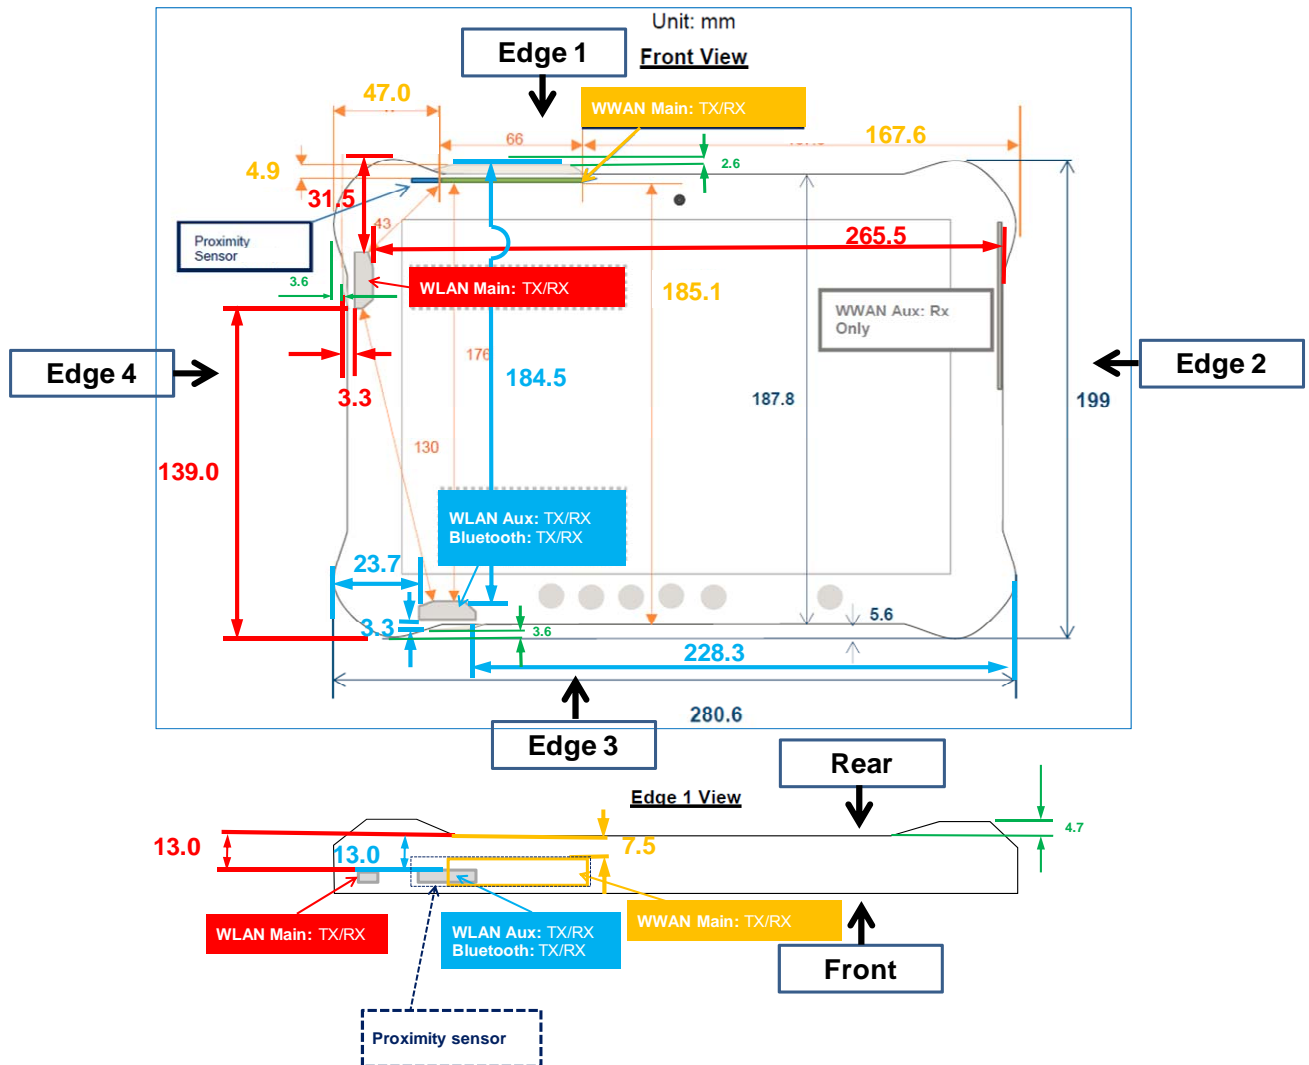 Unit: mm
Edge 1
Front View
47.0
WWAN Main: TX/RX
66
167.6
2.6
4.9
31.5
43
Proximity
Sensor
265.5
3.6
WLAN Main: TX/RX
185.1
WWAN Aux: Rx
Only
176
Edge 4
184.5
Edge 2
3.3
187.8
199
130
139.0
WLAN Aux: TX/RX
Bluetooth: TX/RX
23.7
5.6
3.3
3.6
228.3
280.6
Edge 3
Rear
Edge 1 View
4.7
13.0
13.0
7.5
WLAN Main: TX/RX
WLAN Aux: TX/RX
Bluetooth: TX/RX
WWAN Main: TX/RX
Front
Proximity sensor